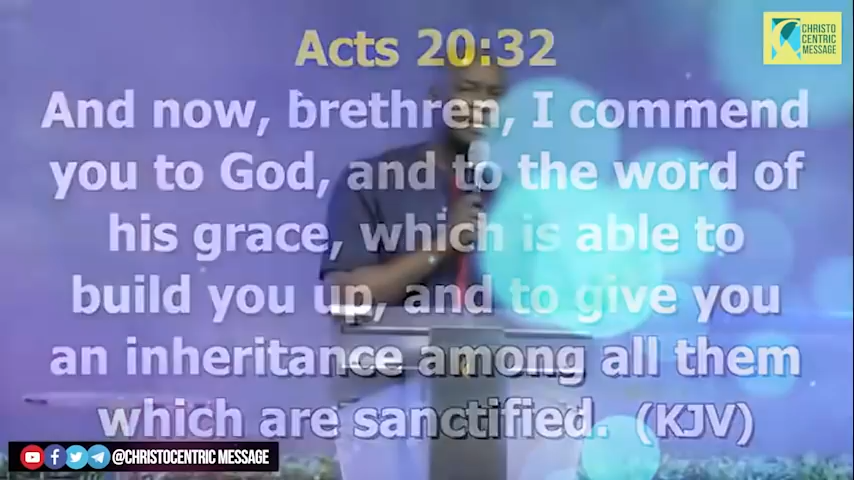 Acts 20:32
And now, brethren, I commend
you to God, and to the word of
his grace, which is able to
build you up, and to give you
an inheritance among all them
which are sanctified. (KJV)
CHRISTO
CENTRIC
MESSAGE
@CHRISTOCENTRIC MESSAGE